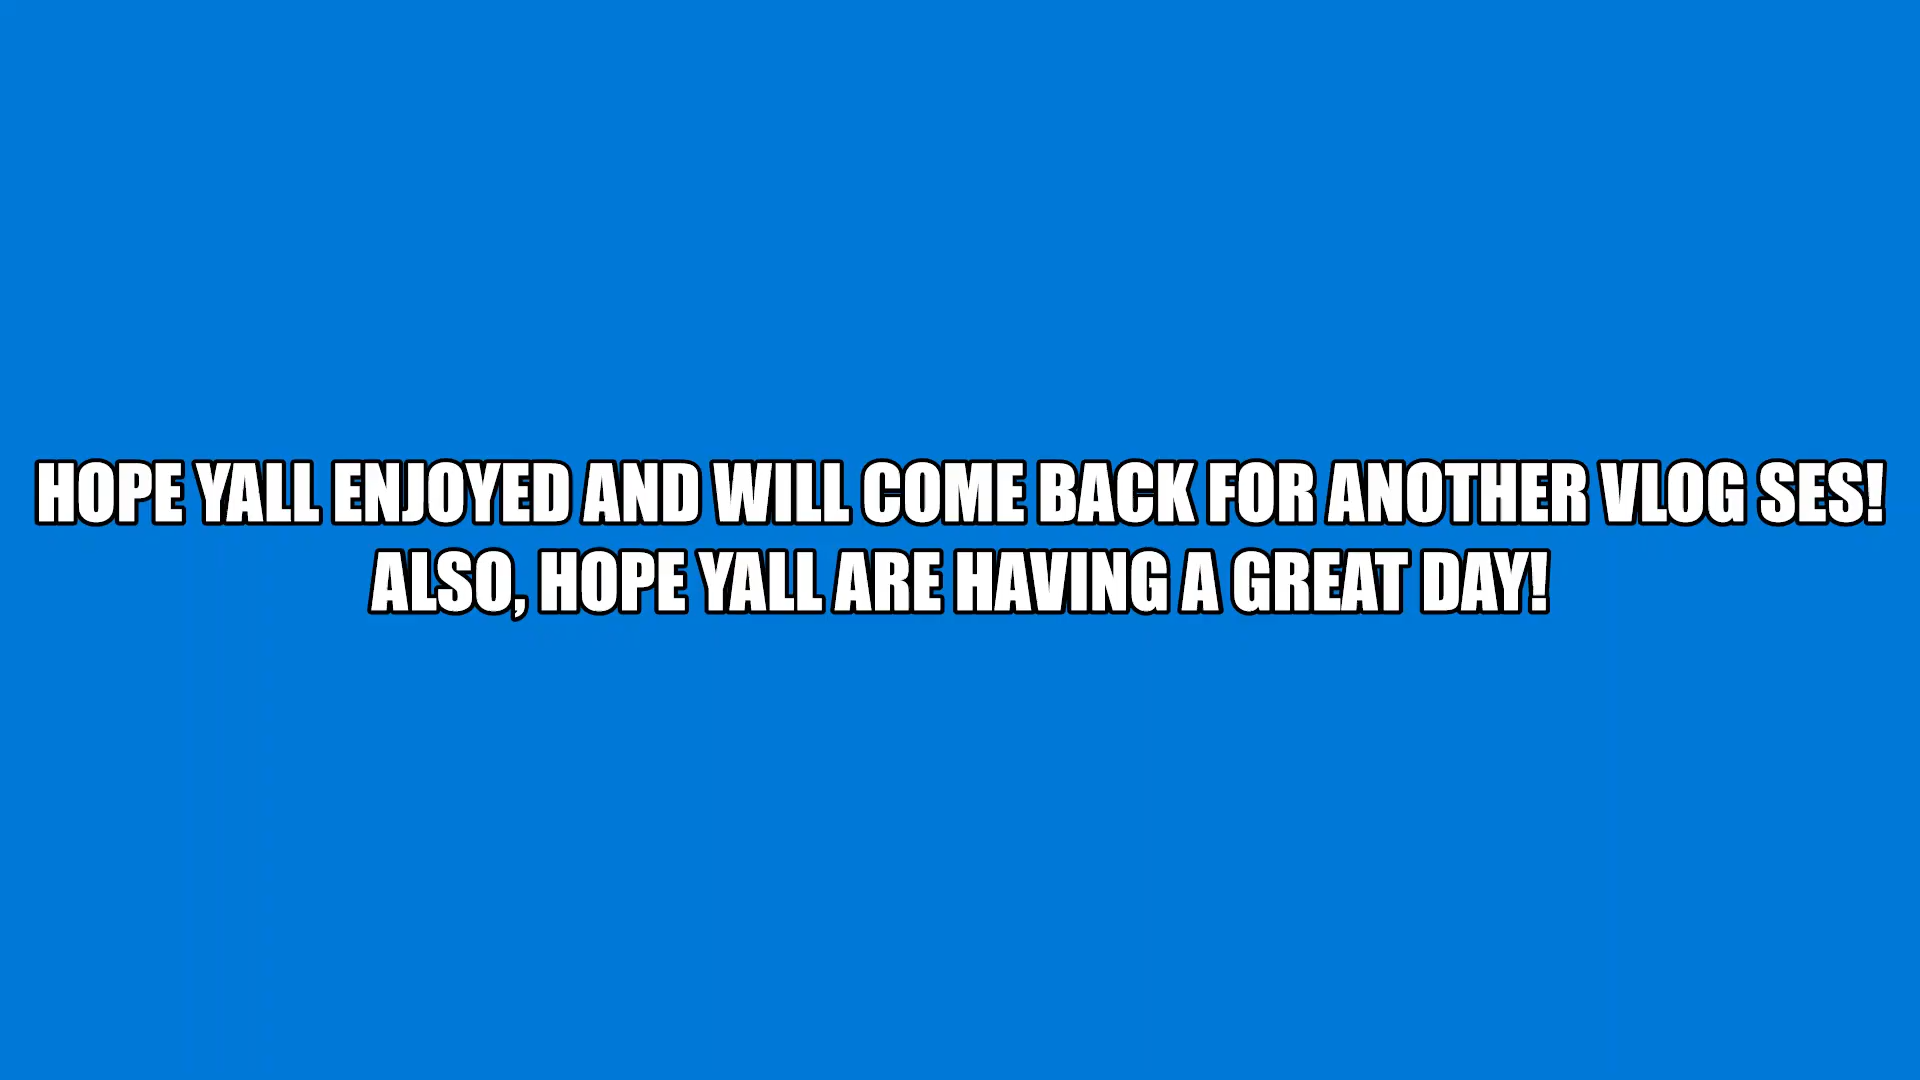 HOPE YALL ENJOYED AND WILL COME BACK FOR ANOTHER VLOG SES!
ALSO, HOPE YALL ARE HAVING A GREAT DAY!